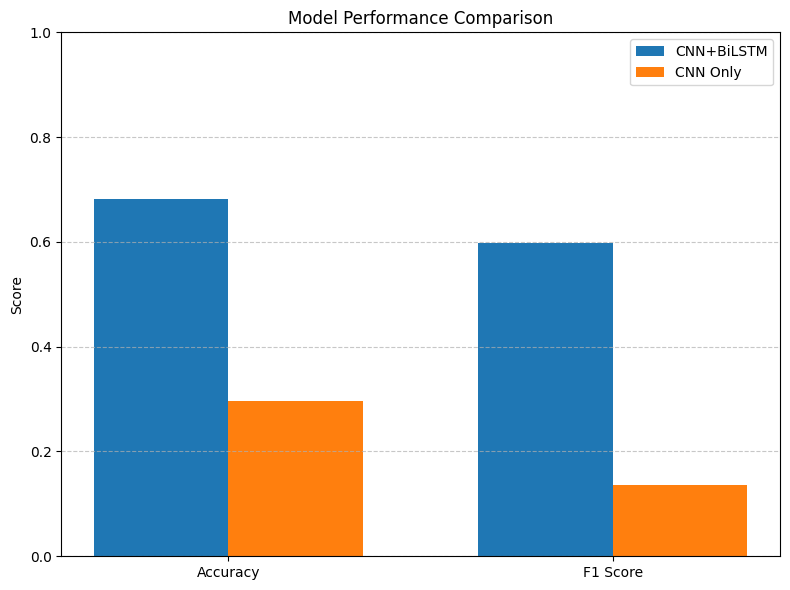 Model Performance Comparison
CNN+BiLSTM
CNN Only
1.0
0.8
0.6
0.4
0.2
0.0
Score
Accuracy
F1 Score